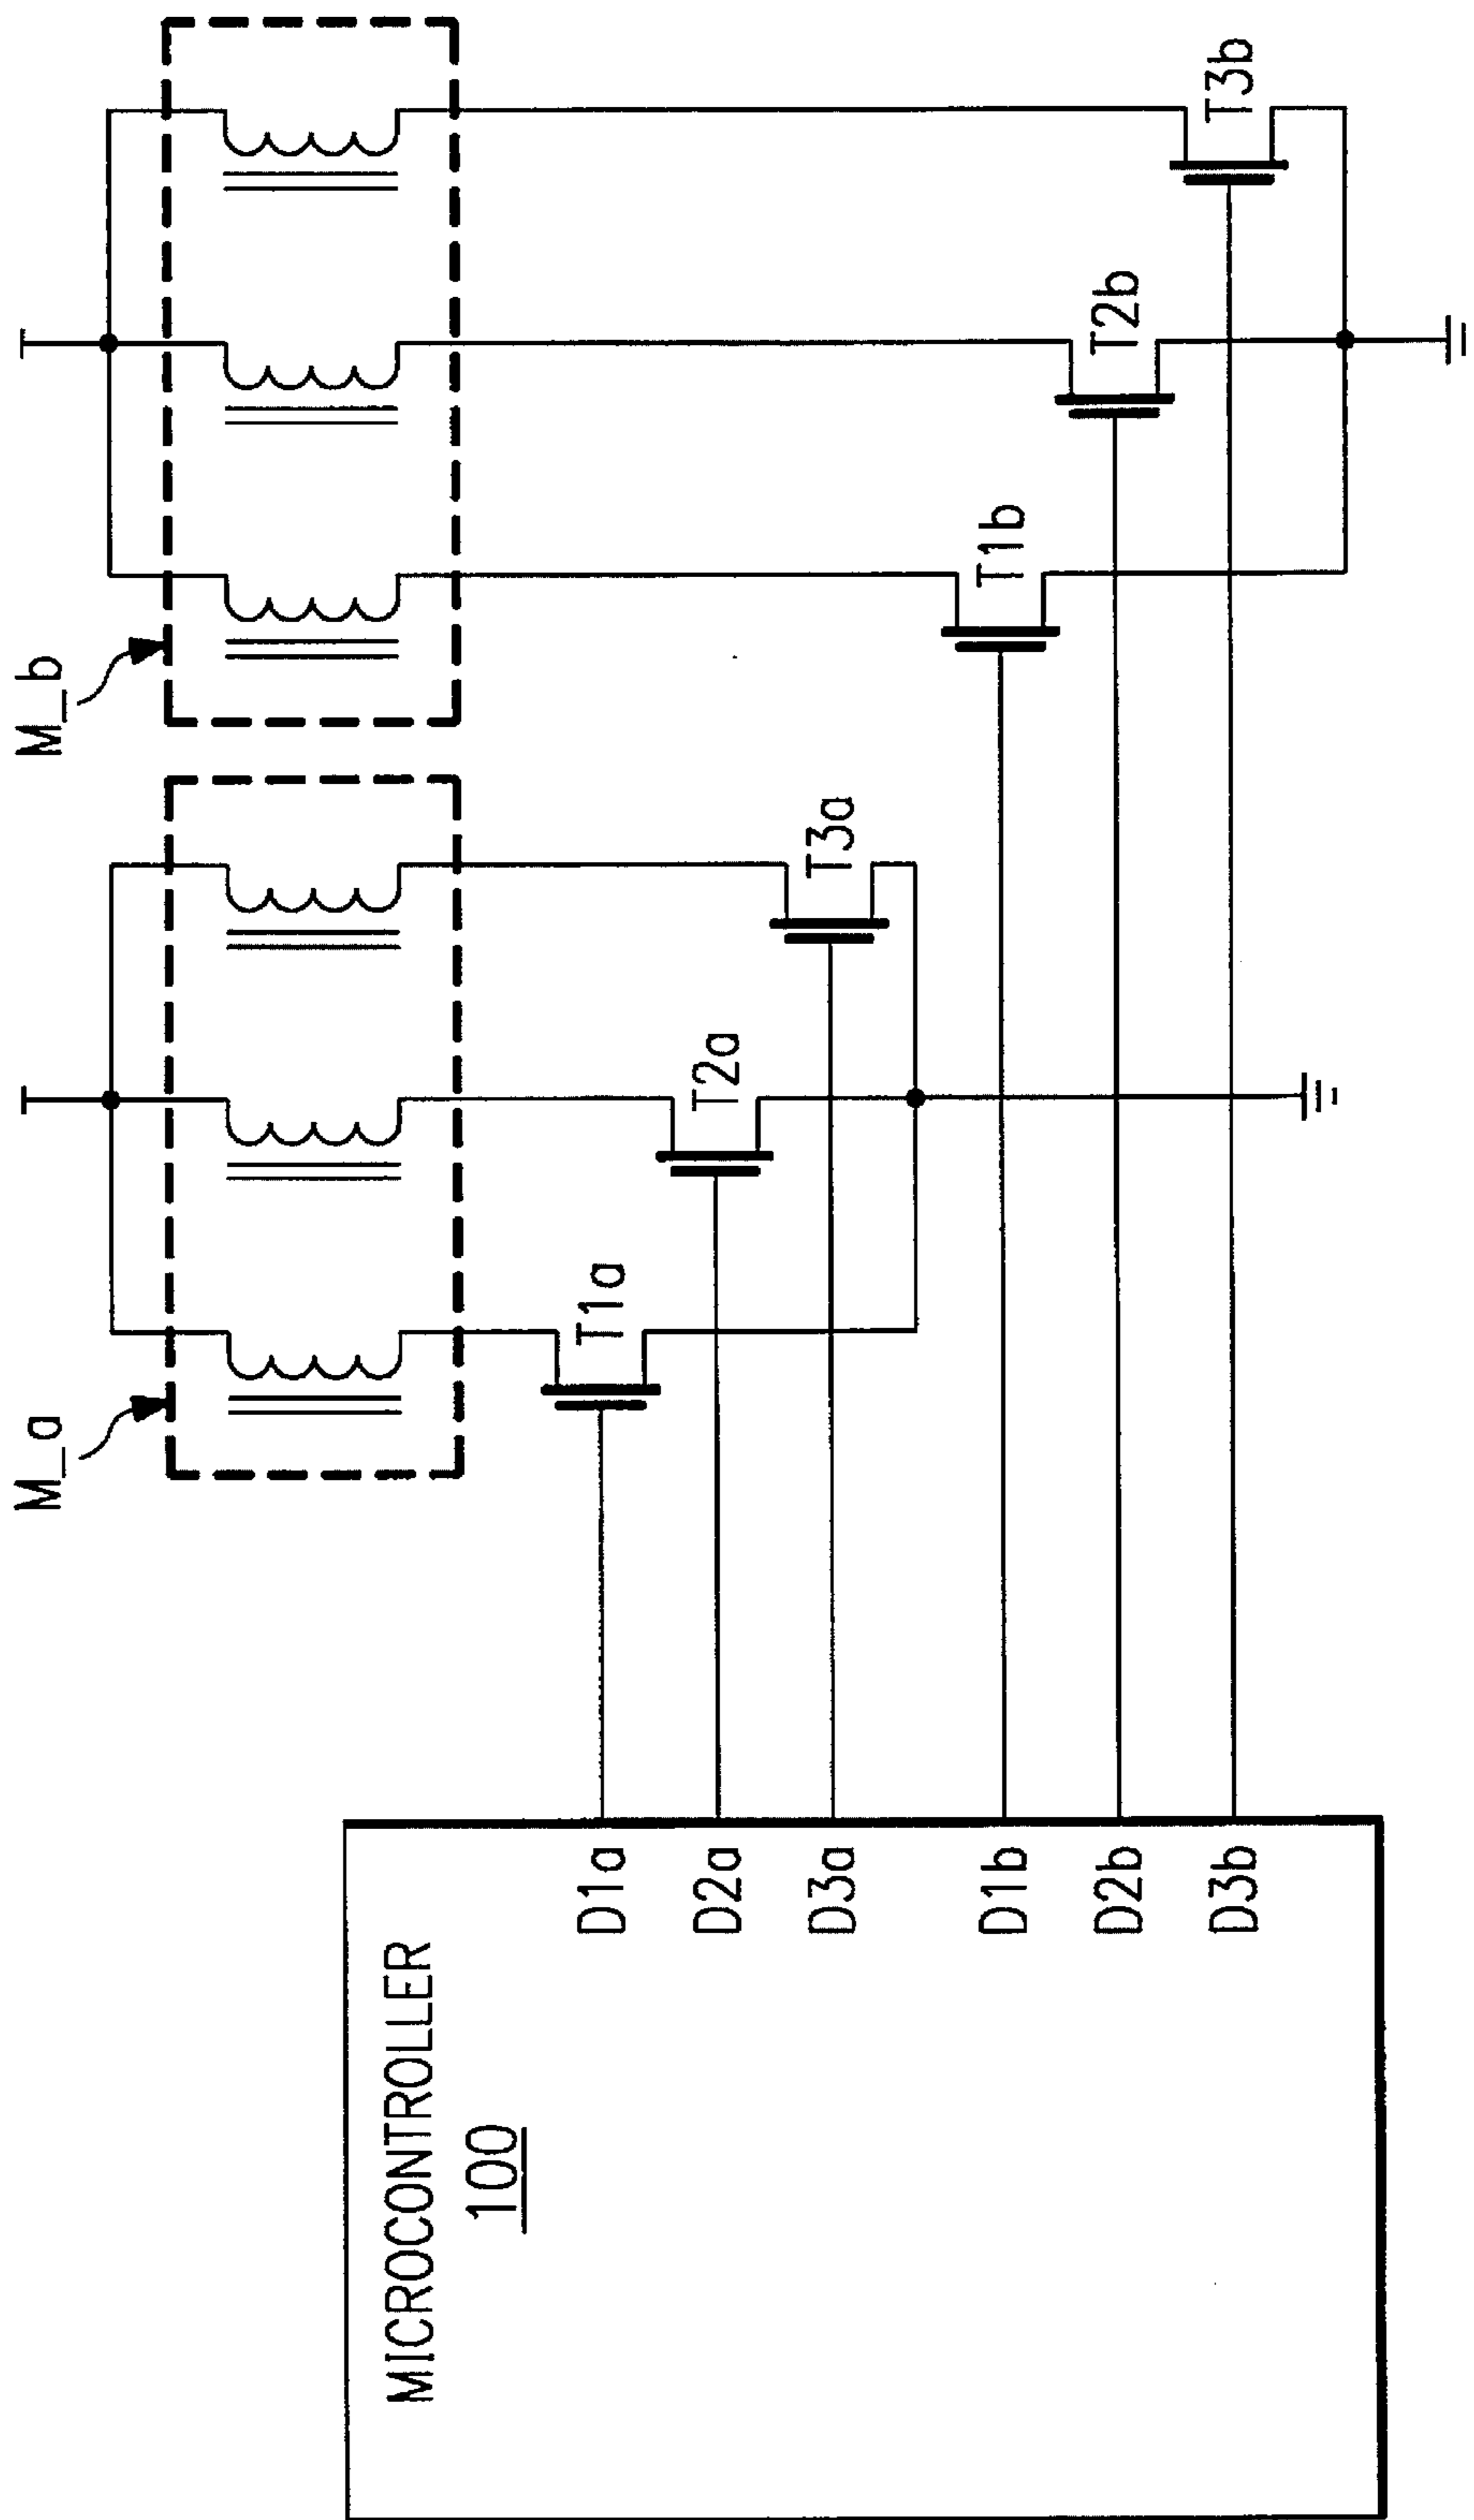 M_a
M_b
T1a
T2a
T3a
T1b
T2b
T3b
MICROCONTROLLER
100
D1a
D2a
D3a
D1b
D2b
D3b